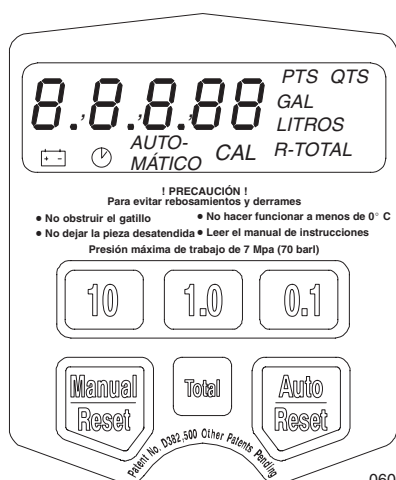 8.8.8.88
PTS QTS
GAL
LITROS
AUTO-
MÁTICO
CAL
R-TOTAL
! PRECAUCIÓN !
Para evitar rebosamientos y derrames
• No obstruir el gatillo
• No hacer funcionar a menos de 0° C
• No dejar la pieza desatendida
• Leer el manual de instrucciones
Presión máxima de trabajo de 7 Mpa (70 barl)
10
1.0
0.1
Manual
Reset
Total
Auto
Reset
Patent No. D382,500 Other Patents Pending
060